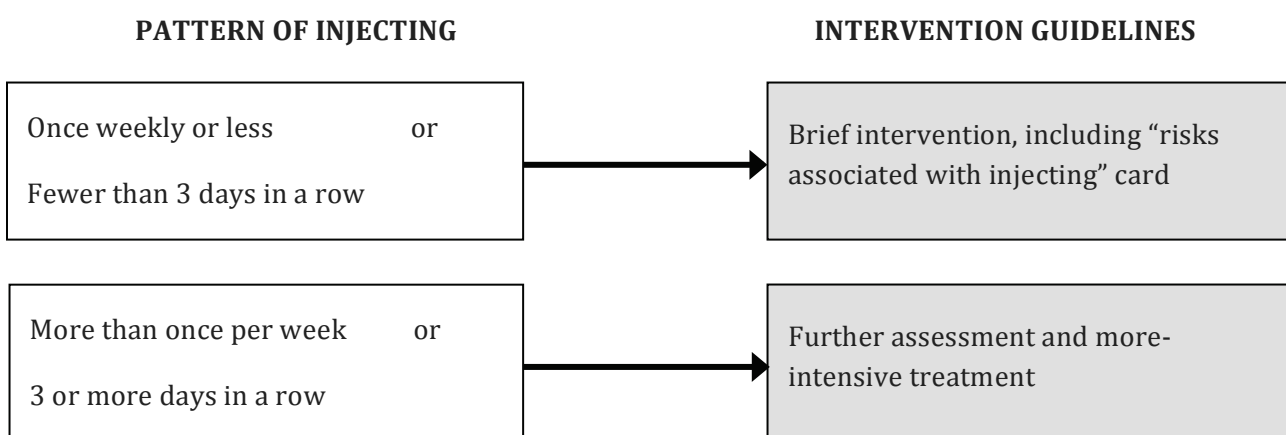 PATTERN OF INJECTING
INTERVENTION GUIDELINES
Once weekly or less or
Fewer than 3 days in a row
Brief intervention, including “risks
associated with injecting” card
More than once per week or
3 or more days in a row
Further assessment and more-
intensive treatment